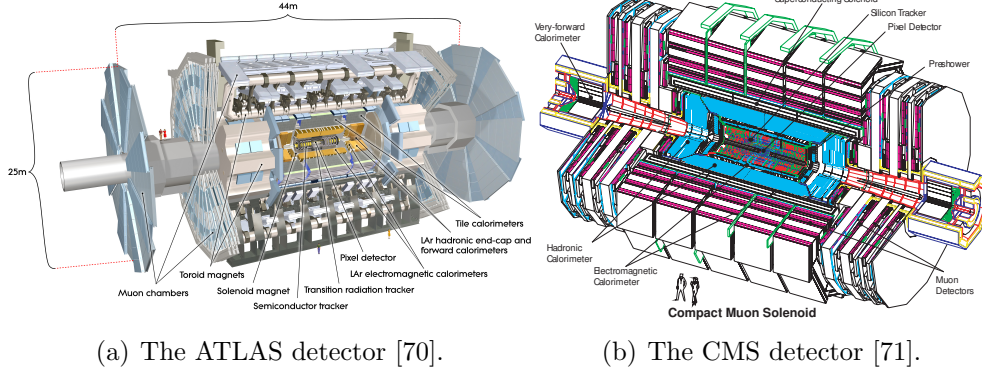 44m
25m
Tile calorimeters
LAr hadronic end-cap and
forward calorimeters
Pixel detector
LAr electromagnetic calorimeters
Toroid magnets
Muon chambers
Solenoid magnet
Transition radiation tracker
Semiconductor tracker
(a) The ATLAS detector [70].
Superconducting Solenoid
Silicon Tracker
Pixel Detector
Very-forward
Calorimeter
Preshower
Hadronic
Calorimeter
Electromagnetic
Calorimeter
Muon
Detectors
Compact Muon Solenoid
(b) The CMS detector [71].